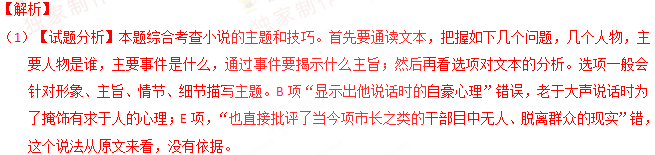 【解析】
（1）【试题分析】本题综合考查小说的主题和技巧。首先要通读文本，把握如下几个问题，几个人物，主
要人物是谁，主要事件是什么，通过事件要揭示什么主旨；然后再看选项对文本的分析。选项一般会
针对形象、主旨、情节、细节描写主题。B 项“显示出他说话时的自豪心理”错误，老于大声说话时为
了掩饰有求于人的心理；E 项，“也直接批评了当今项市长之类的干部目中无人、脱离群众的现实”错，
这个说法从原文来看，没有依据。